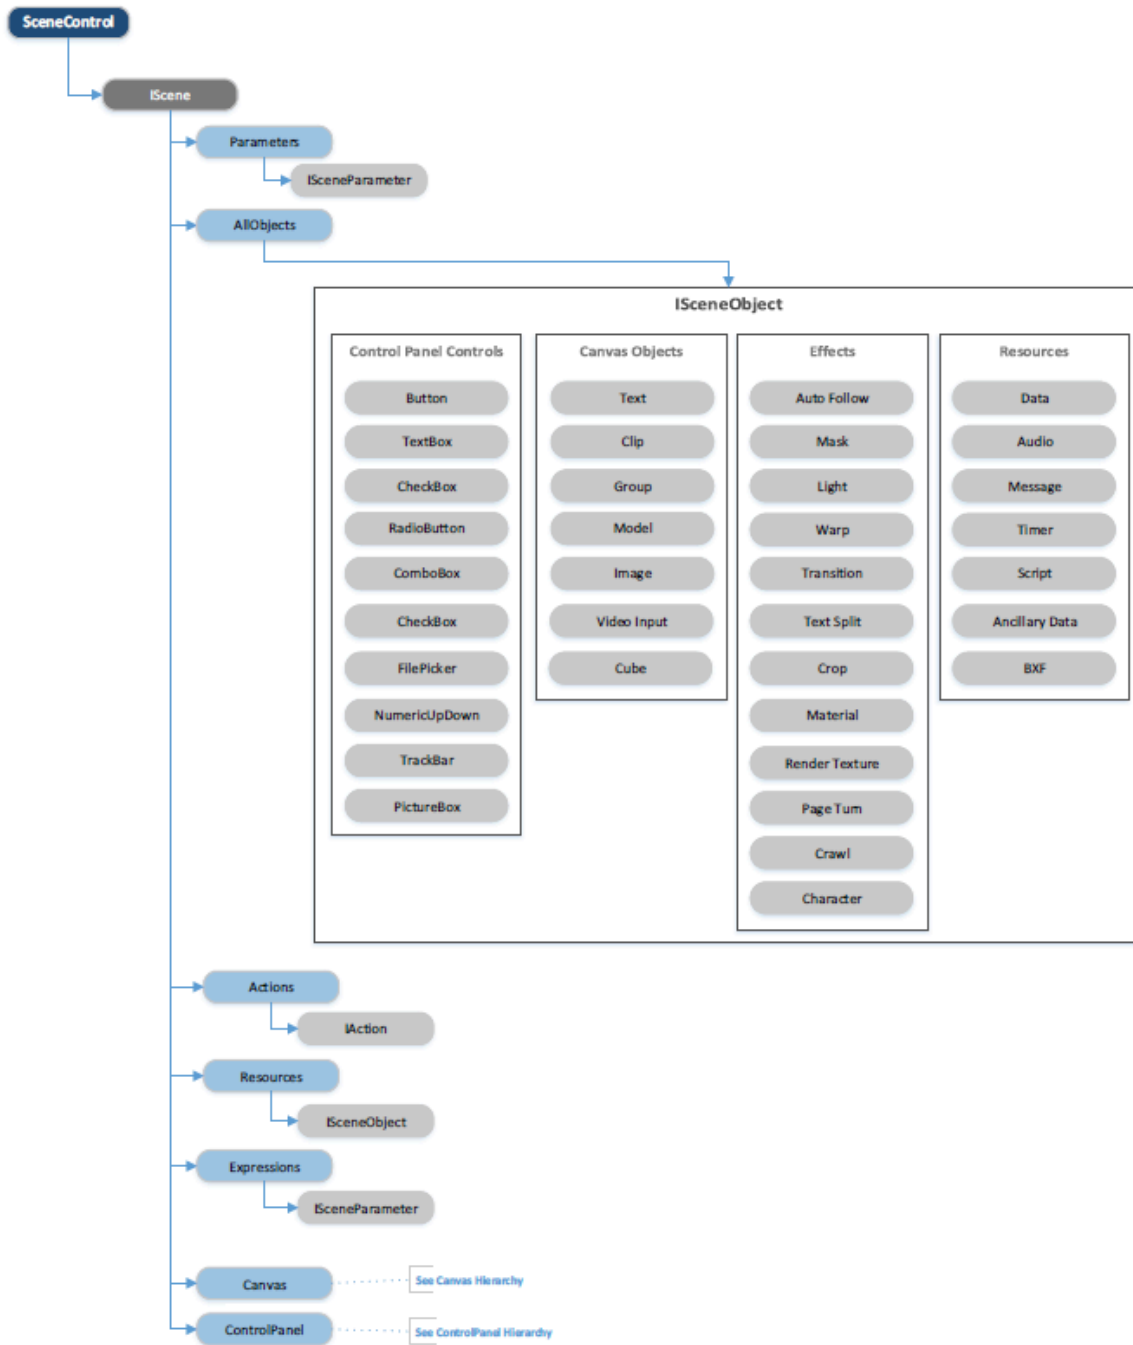 SceneControl
IScene
Parameters
ISceneParameter
AllObjects
ISceneObject
Control Panel Controls
Button
TextBox
CheckBox
RadioButton
ComboBox
CheckBox
FilePicker
NumericUpDown
TrackBar
PictureBox
Canvas Objects
Text
Clip
Group
Model
Image
Video Input
Cube
Effects
Auto Follow
Mask
Light
Warp
Transition
Text Split
Crop
Material
Render Texture
Page Turn
Crawl
Character
Resources
Data
Audio
Message
Timer
Script
Ancillary Data
BXF
Actions
IAction
Resources
ISceneObject
Expressions
ISceneParameter
Canvas
See Canvas Hierarchy
ControlPanel
See ControlPanel Hierarchy